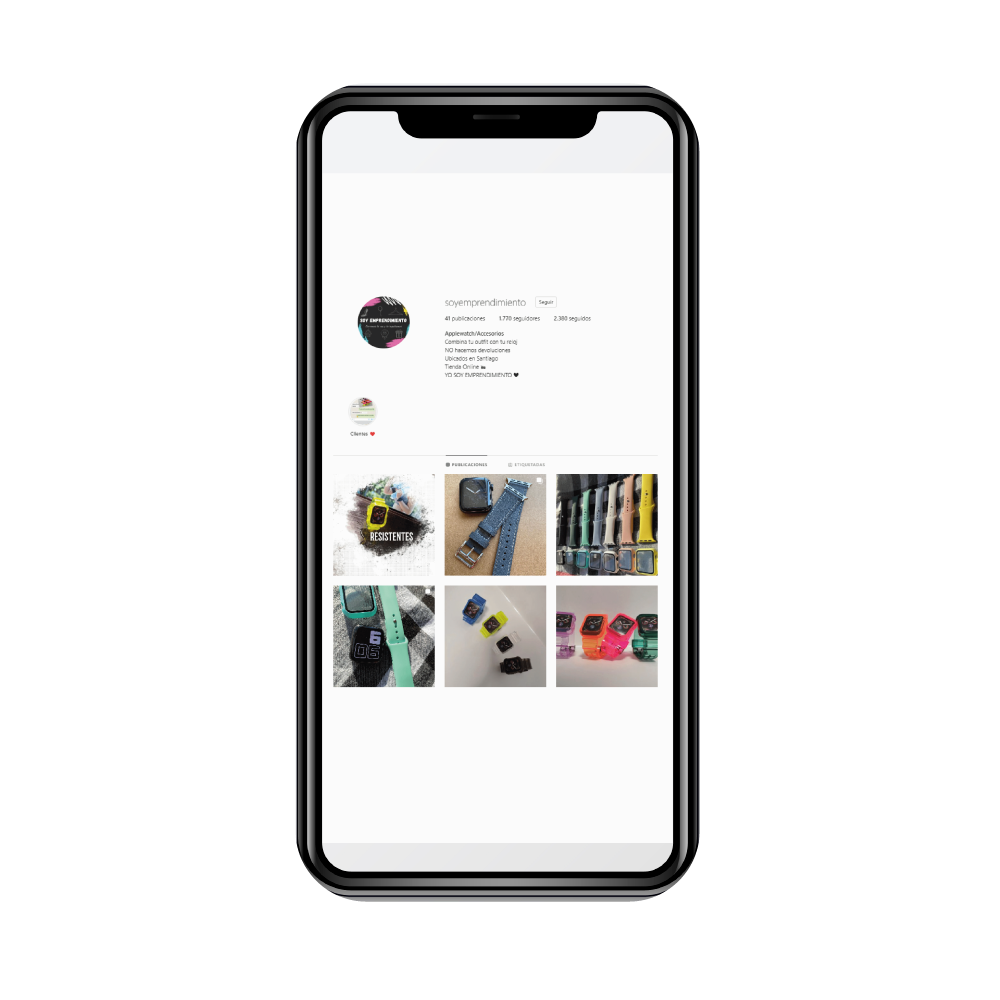 SOY EMPRENDIMIENTO
soyemprendimiento Seguir
41 publicaciones 1.770 seguidores 2.380 seguidos
Applewatch/Accesorios
Combina tu outfit con tu reloj
NO hacemos devoluciones
Ubicados en Santiago
Tienda Online
YO SOY EMPRENDIMIENTO 🖤
Clientes ❤️
PUBLICACIONES ETIQUETADAS
RESISTENTES